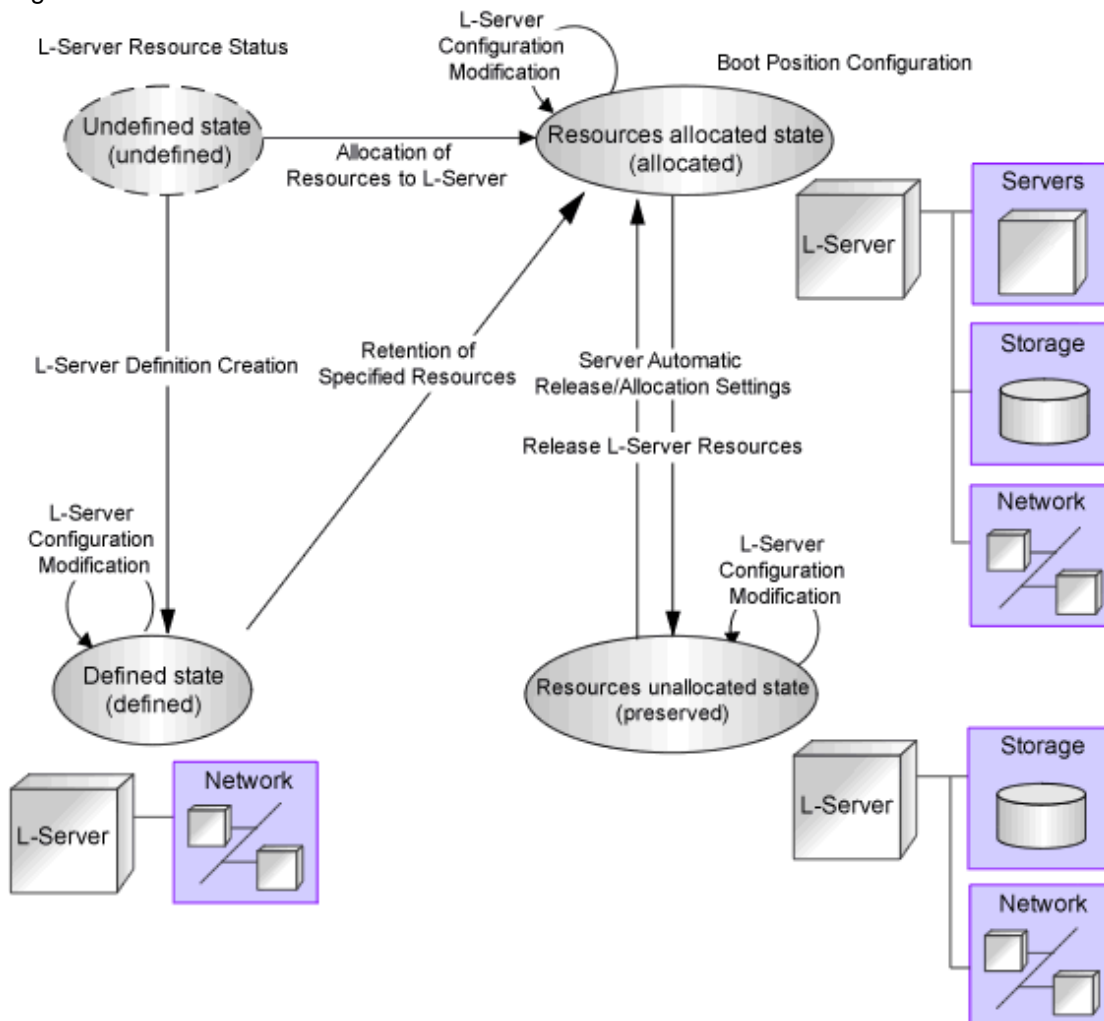 L-Server Resource Status
L-Server
Configuration
Modification
Boot Position Configuration
Undefined state
(undefined)
Allocation of
Resources to L-Server
Resources allocated state
(allocated)
Servers
L-Server
Storage
Network
L-Server Definition Creation
Retention of
Specified Resources
Server Automatic
Release/Allocation Settings
Release L-Server Resources
L-Server
Configuration
Modification
L-Server
Configuration
Modification
Defined state
(defined)
Resources unallocated state
(preserved)
L-Server
Network
L-Server
Storage
Network